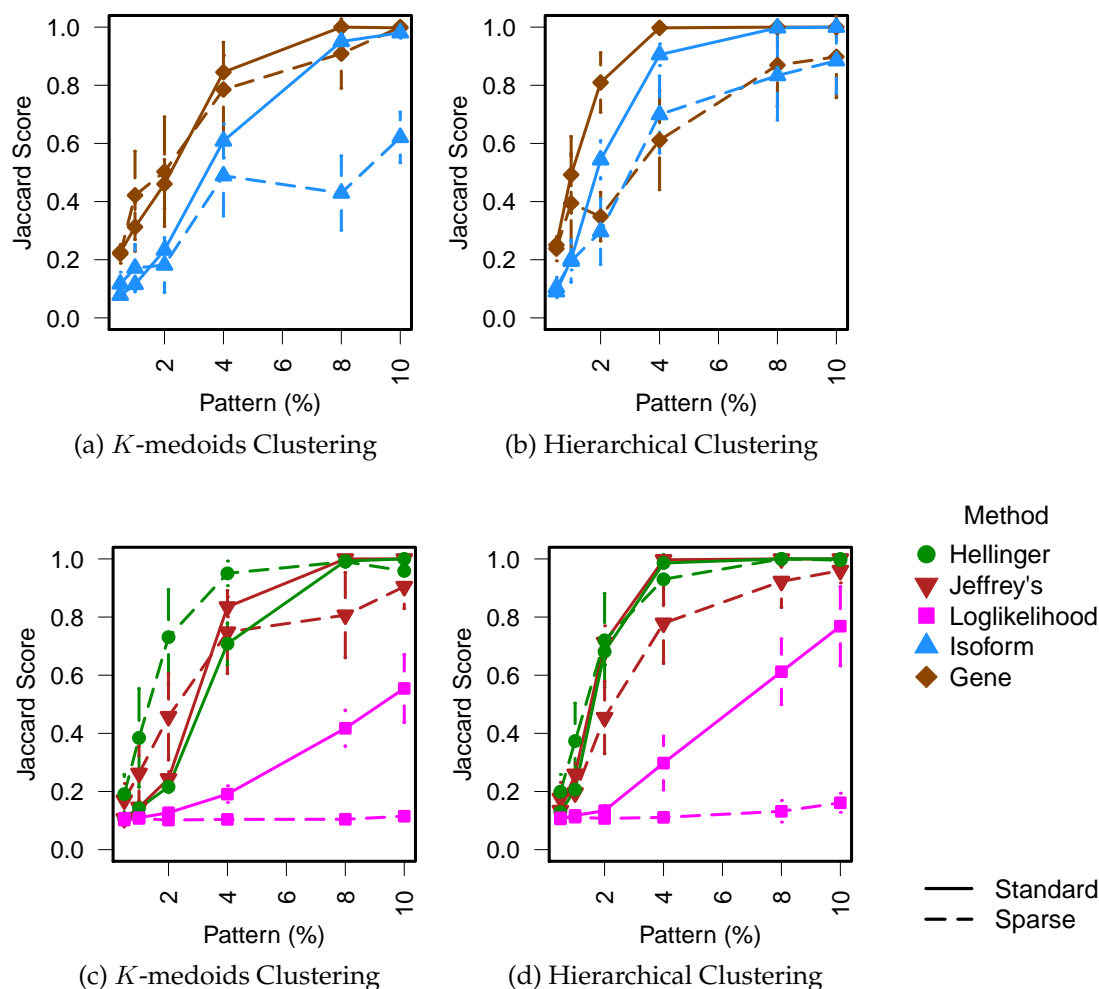 1.0
0.8
0.6
0.4
0.2
0.0
Jaccard Score
2
4
6
8
10
Pattern (%)
(a) K-medoids Clustering
1.0
0.8
0.6
0.4
0.2
0.0
Jaccard Score
2
4
6
8
10
Pattern (%)
(b) Hierarchical Clustering
1.0
0.8
0.6
0.4
0.2
0.0
Jaccard Score
2
4
6
8
10
Pattern (%)
(c) K-medoids Clustering
1.0
0.8
0.6
0.4
0.2
0.0
Jaccard Score
2
4
6
8
10
Pattern (%)
(d) Hierarchical Clustering
Method
Hellinger
Jeffrey's
Loglikelihood
Isoform
Gene
Standard
Sparse